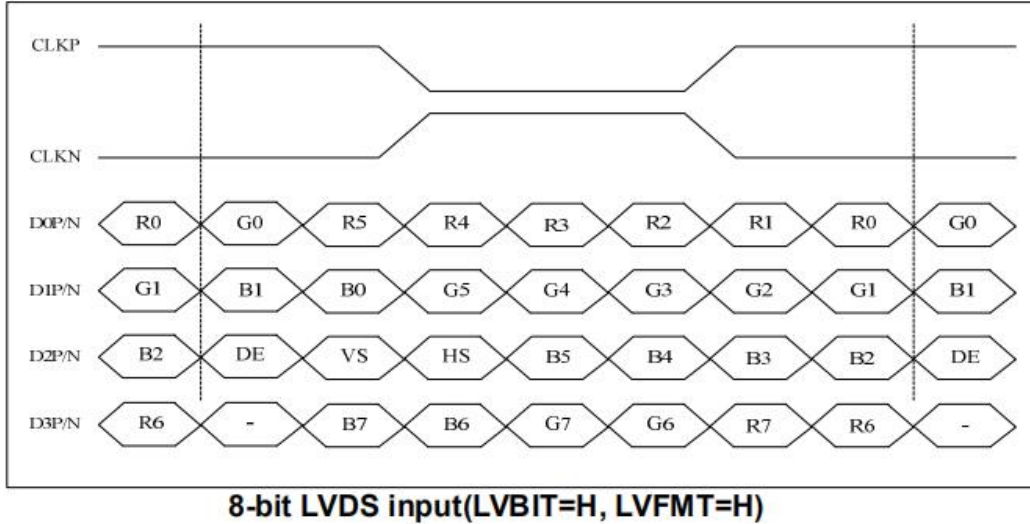 CLKP
CLKN
D0P/N R0 G0 R5 R4 R3 R2 R1 R0 G0
D1P/N G1 B1 B0 G5 G4 G3 G2 G1 B1
D2P/N B2 DE VS HS B5 B4 B3 B2 DE
D3P/N R6 - B7 B6 G7 G6 R7 R6 -
8-bit LVDS input(LVBIT=H, LVFMT=H)